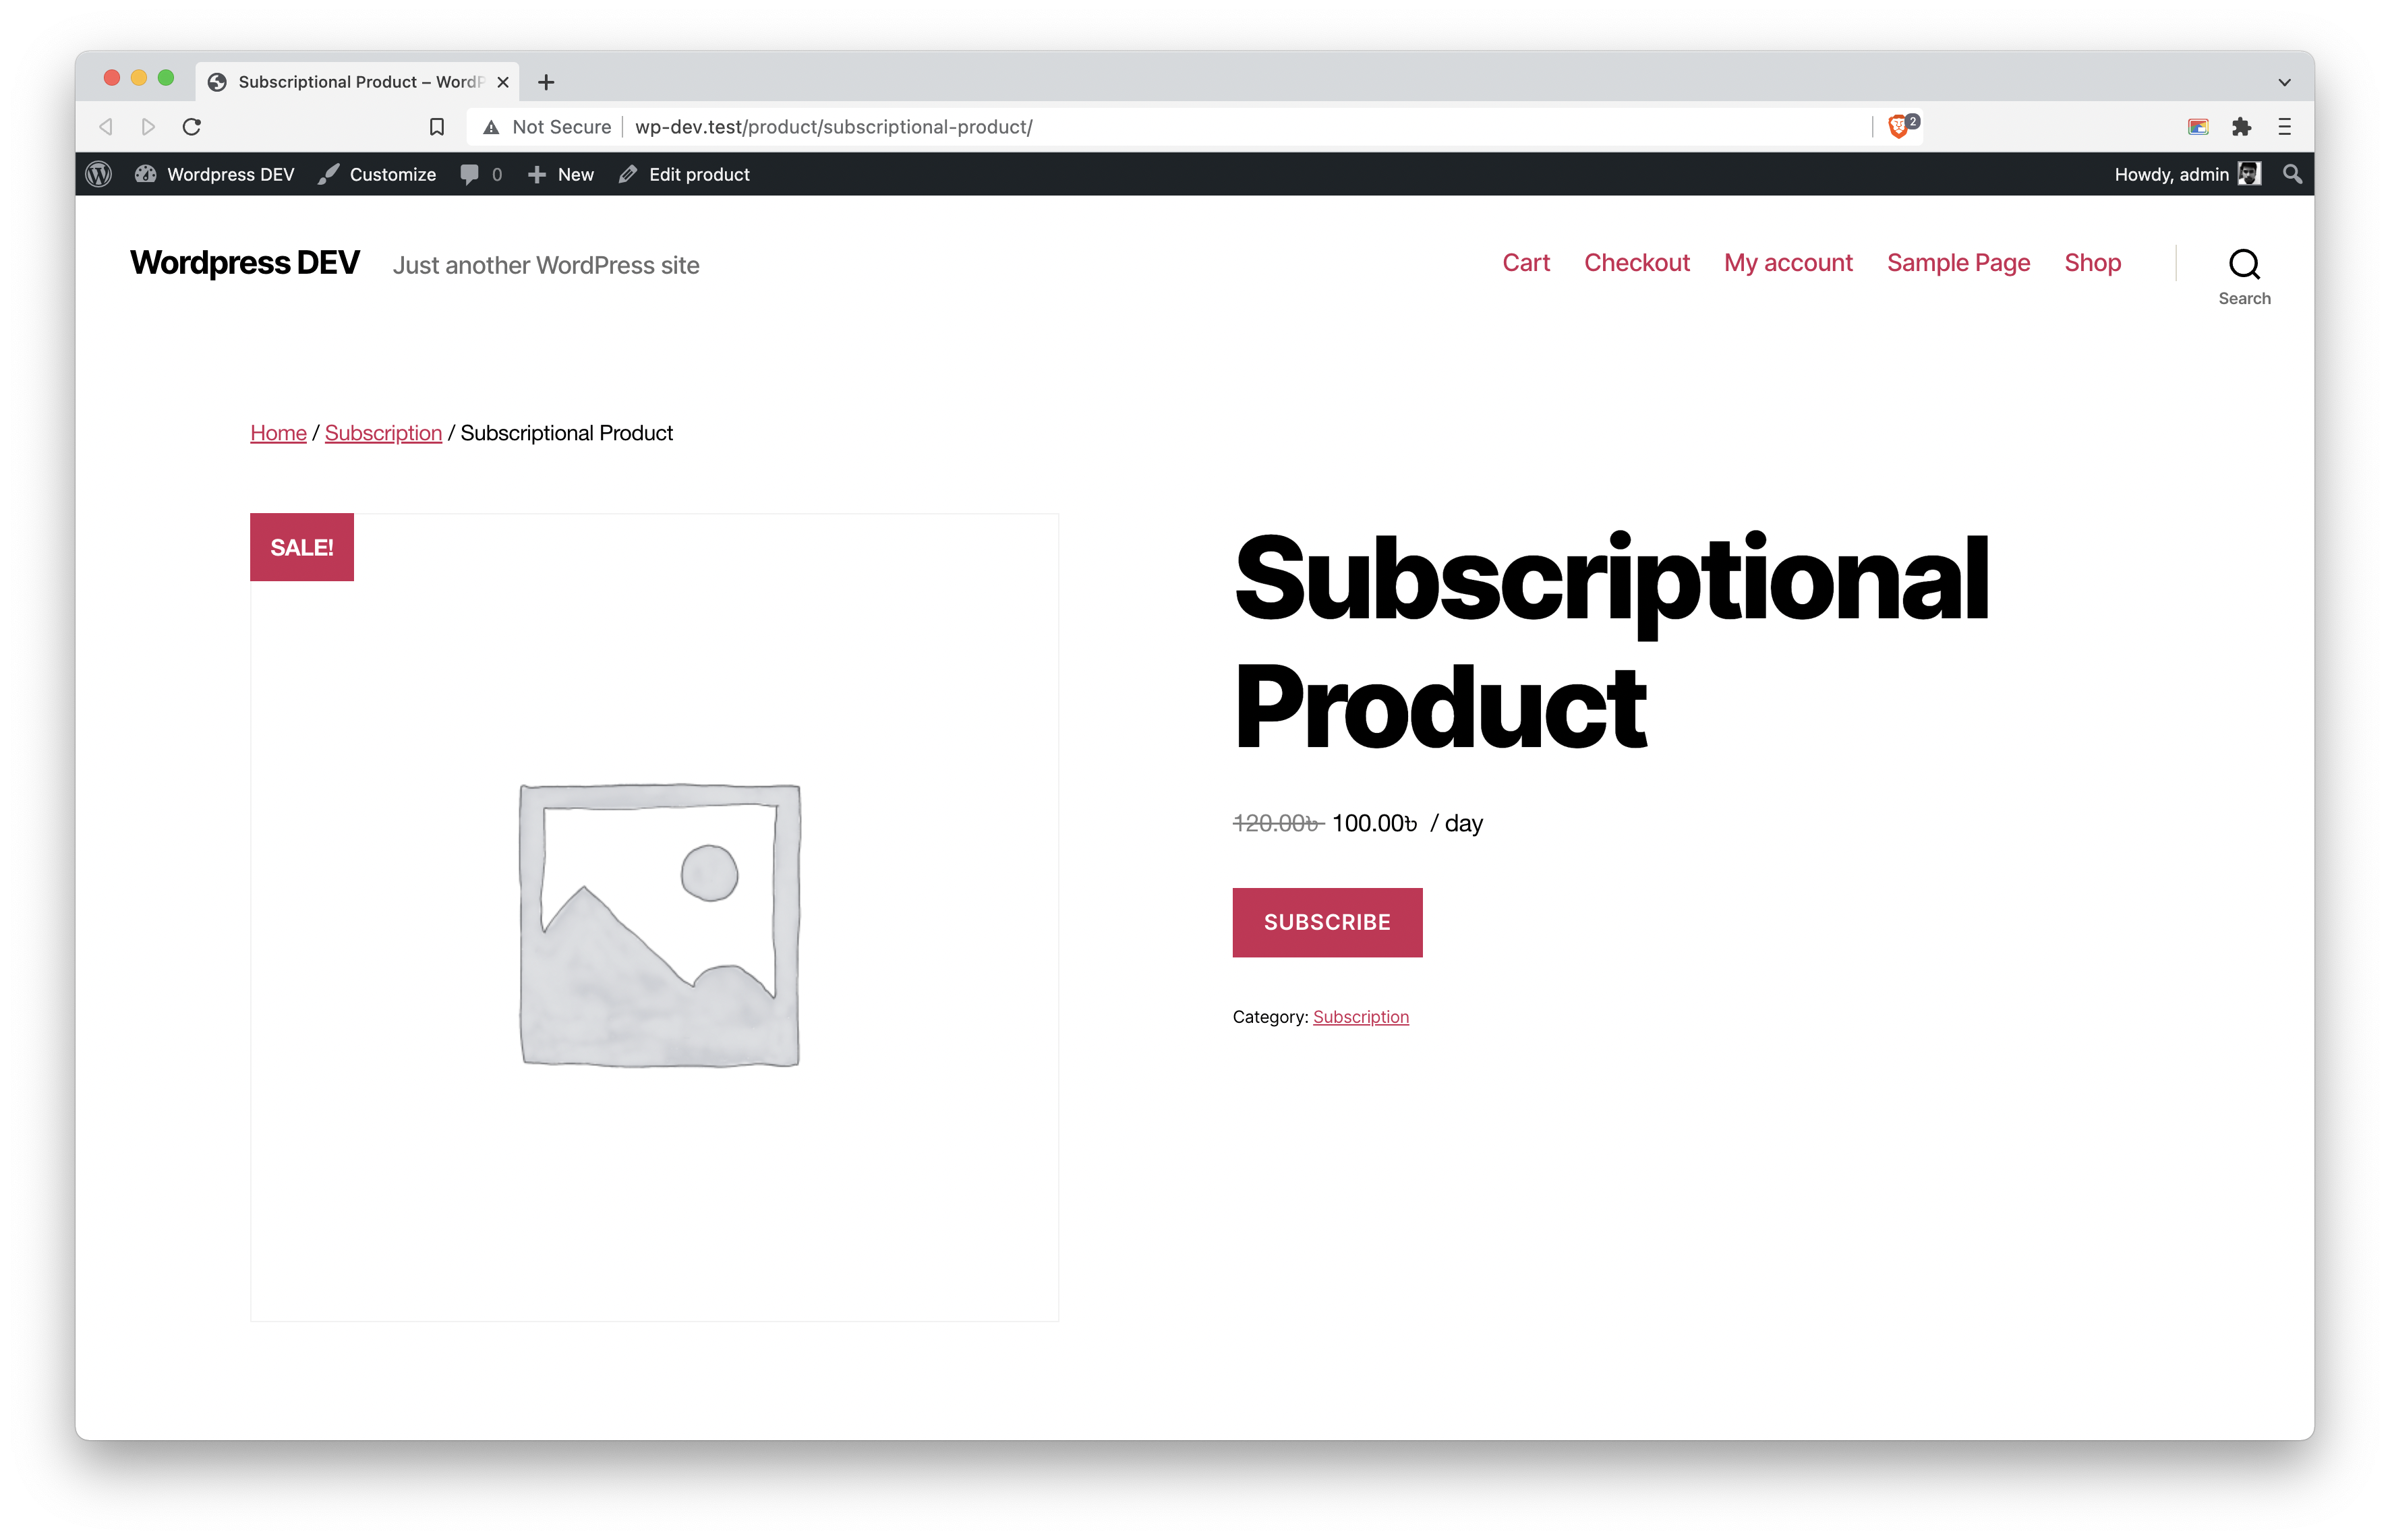 Subscriptional Product – WordP
Not Secure wp-dev.test/product/subscriptional-product/ 2
Wordpress DEV Customize 0 New Edit product Howdy, admin
Wordpress DEV Just another WordPress site Cart Checkout My account Sample Page Shop
Search
Home / Subscription / Subscriptional Product
SALE!
Subscriptional
Product
120.00৳ 100.00৳ / day
SUBSCRIBE
Category: Subscription